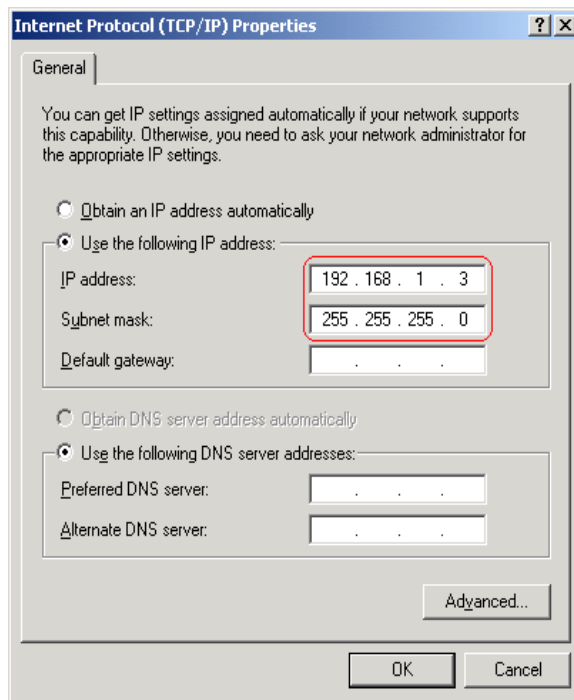 Internet Protocol (TCP/IP) Properties
General
You can get IP settings assigned automatically if your network supports
this capability. Otherwise, you need to ask your network administrator for
the appropriate IP settings.
Obtain an IP address automatically
Use the following IP address:
IP address: 192 . 168 . 1 . 3
Subnet mask: 255 . 255 . 255 . 0
Default gateway: . . .
Obtain DNS server address automatically
Use the following DNS server addresses:
Preferred DNS server: . . .
Alternate DNS server: . . .
Advanced...
OK Cancel